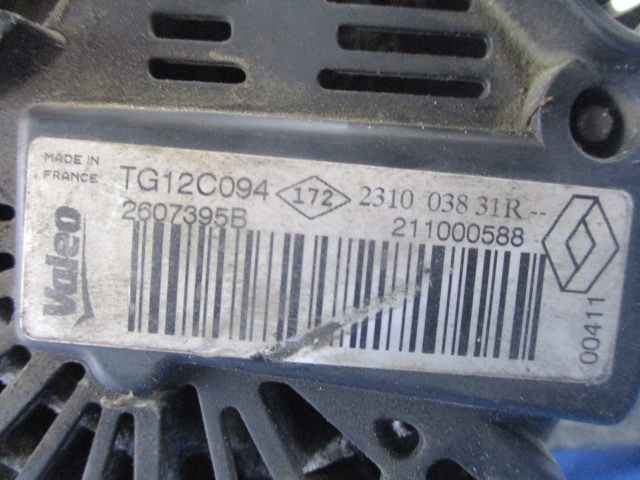 MADE IN
FRANCE
Valeo
TG12C094 172 2310 038 31R --
2607395B 211000588
00411